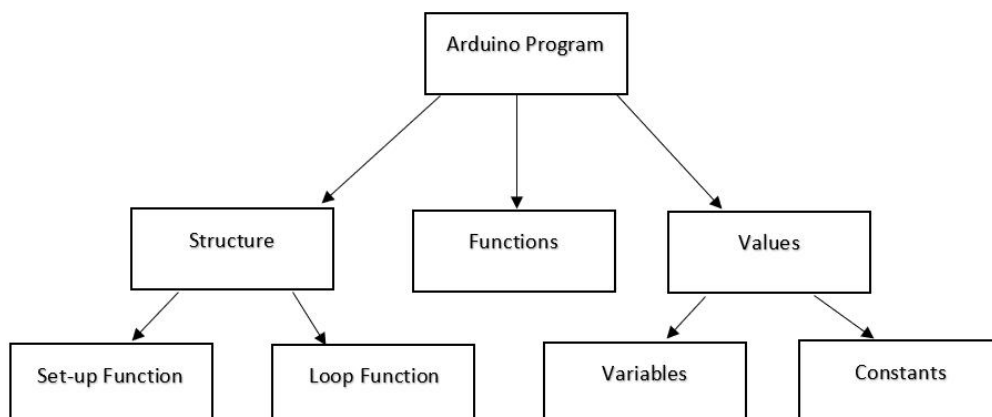 Arduino Program
Structure
Functions
Values
Set-up Function
Loop Function
Variables
Constants